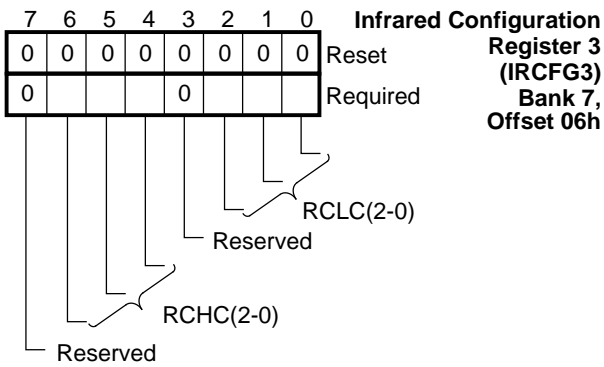 7 6 5 4 3 2 1 0
Infrared Configuration
Register 3
(IRCFG3)
Bank 7,
Offset 06h
0 0 0 0 0 0 0 0 Reset
0 0 Required
RCLC(2-0)
Reserved
RCHC(2-0)
Reserved